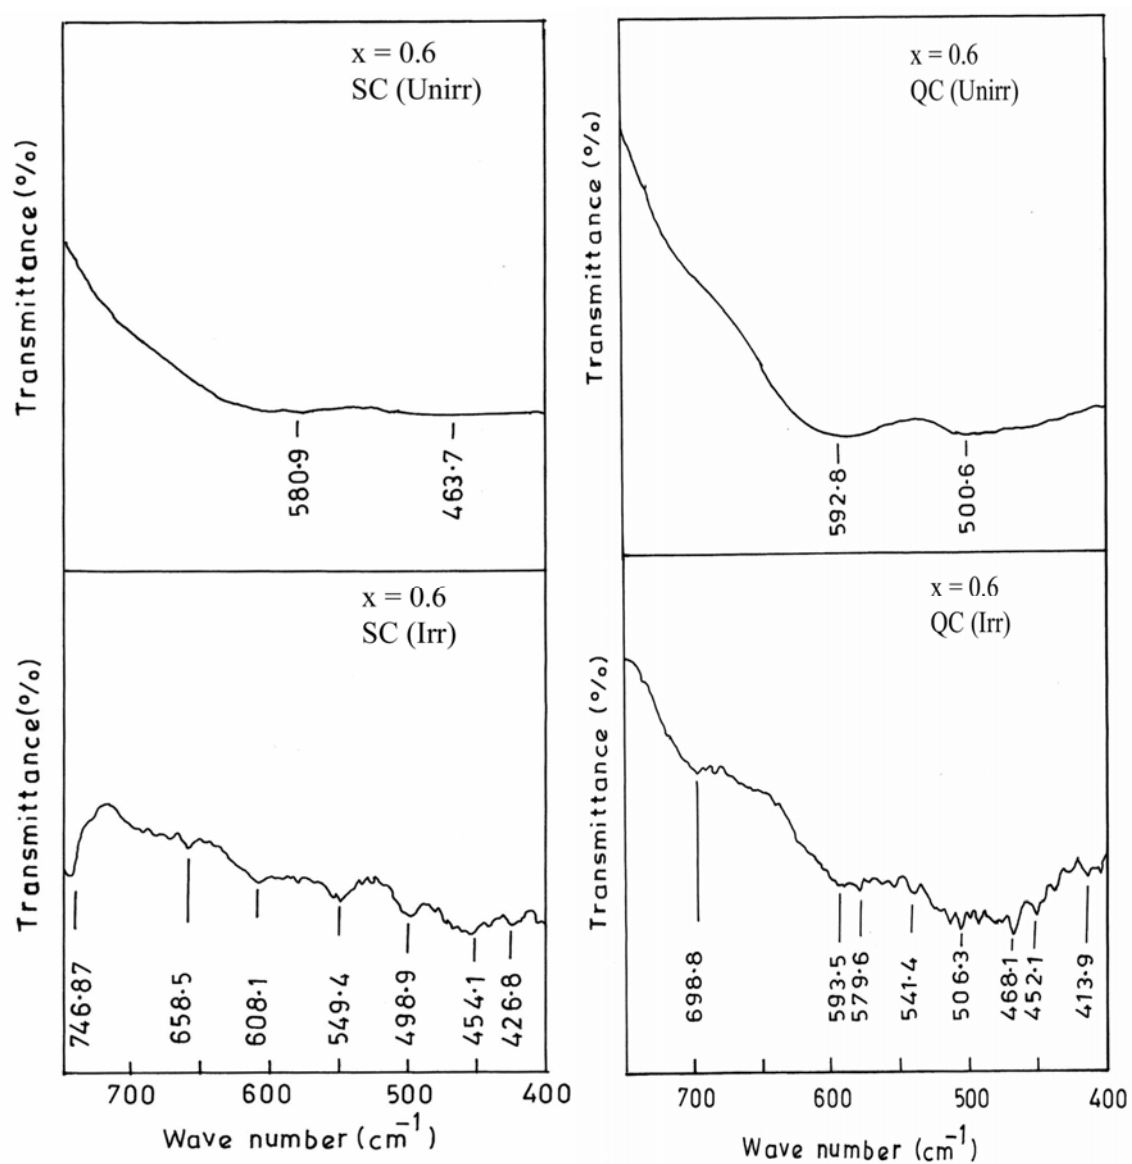 x = 0.6
SC (Unirr)
Transmittance (%)
580·9
463·7
x = 0.6
QC (Unirr)
Transmittance (%)
592·8
500·6
x = 0.6
SC (Irr)
Transmittance(%)
746·87
658·5
608·1
549·4
498·9
454·1
426·8
700
600
500
400
Wave number (cm-1)
x = 0.6
QC (Irr)
Transmittance (%)
698·8
593·5
579·6
541·4
506·3
468·1
452·1
413·9
700
600
500
400
Wave number (cm-1)